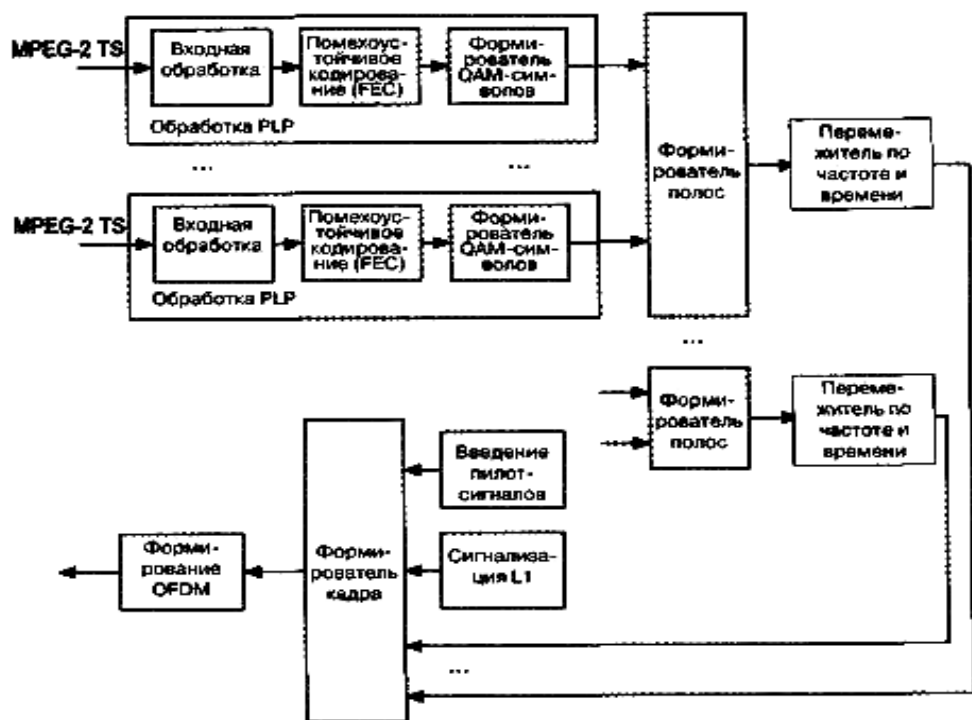 MPEG-2 TS
Входная
обработка
Помехоус-
тойчивое
кодирова-
ние (FEC)
Форми-
рователь
QAM-сим-
волов
Обработка PLP
...
...
MPEG-2 TS
Входная
обработка
Помехоус-
тойчивое
кодирова-
ние (FEC)
Форми-
рователь
QAM-сим-
волов
Обработка PLP
Форми-
рователь
полос
Переме-
житель по
частоте и
времени
...
Форми-
рователь
полос
Переме-
житель по
частоте и
времени
Введение
пилот-
сигналов
Сигнализа-
ция L1
Форми-
рователь
кадра
Форми-
рование
OFDM
...